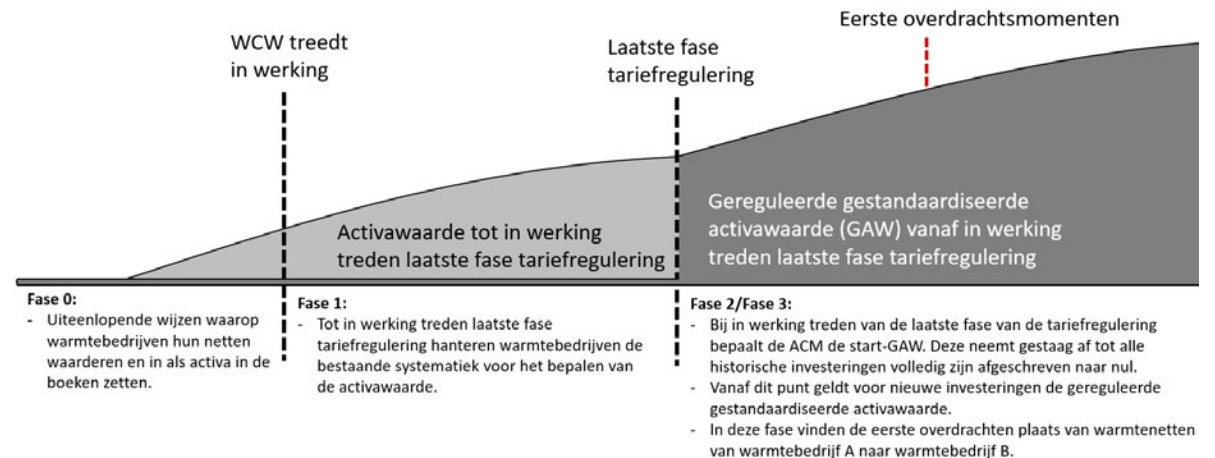 Eerste overdrachtsmomenten
WCW treedt
in werking
Laatste fase
tariefregulering
Activawaarde tot in werking
treden laatste fase tariefregulering
Gereguleerde gestandaardiseerde
activawaarde (GAW) vanaf in werking
treden laatste fase tariefregulering
Fase 0:
- Uiteenlopende wijzen waarop
warmtebedrijven hun netten
waarderen en in als activa in de
boeken zetten.
Fase 1:
- Tot in werking treden laatste fase
tariefregulering hanteren warmtebedrijven de
bestaande systematiek voor het bepalen van
de activawaarde.
Fase 2/Fase 3:
- Bij in werking treden van de laatste fase van de tariefregulering
bepaalt de ACM de start-GAW. Deze neemt gestaag af tot alle
historische investeringen volledig zijn afgeschreven naar nul.
- Vanaf dit punt geldt voor nieuwe investeringen de gereguleerde
gestandaardiseerde activawaarde.
- In deze fase vinden de eerste overdrachten plaats van warmtenetten
van warmtebedrijf A naar warmtebedrijf B.